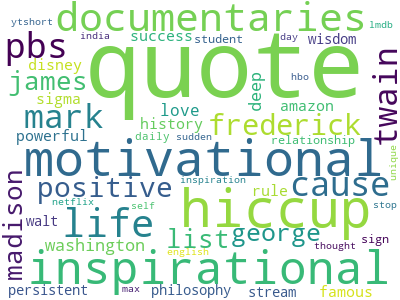 ytshort
documentaries
lmdb
india
day
pbs
success
student
wisdom
quote
disney
hbo
james
sigma
deep
amazon
twain
love
mark
frederick
history
powerful
daily
sudden
relationship
motivational
unique
madison
inspiration
positive
rule
cause
netflix
self
hiccup
stop
life
walt
list
george
thought
sign
washington
english
inspirational
persistent
max
philosophy
stream
famous